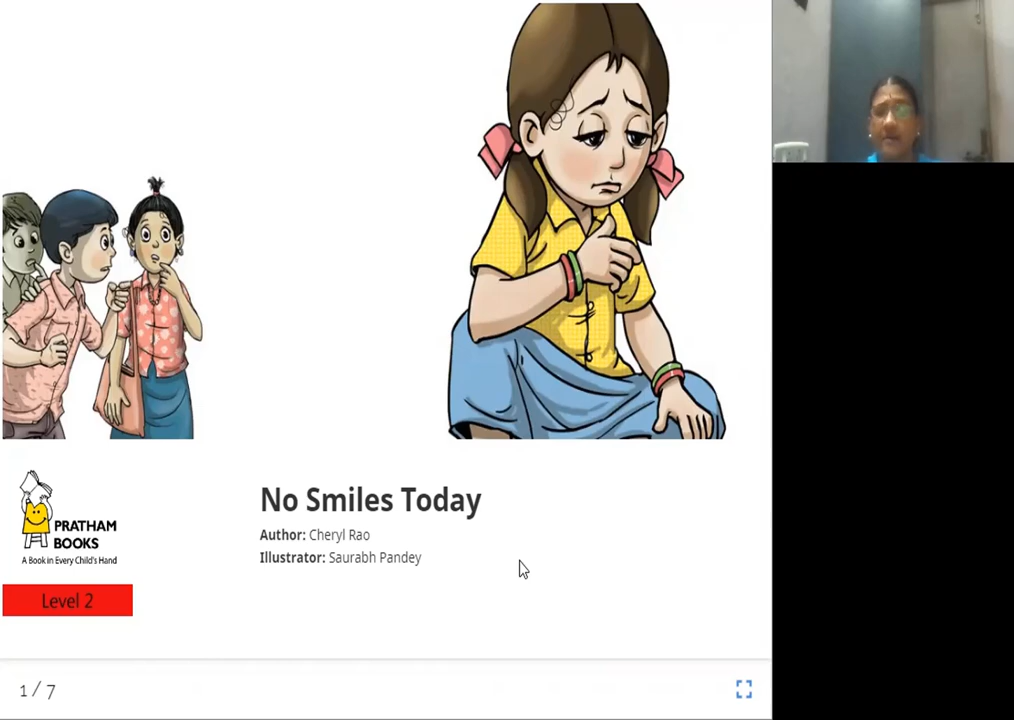 No Smiles Today
Author: Cheryl Rao
Illustrator: Saurabh Pandey
PRATHAM
BOOKS
A Book in Every Child's Hand
Level 2
1 / 7